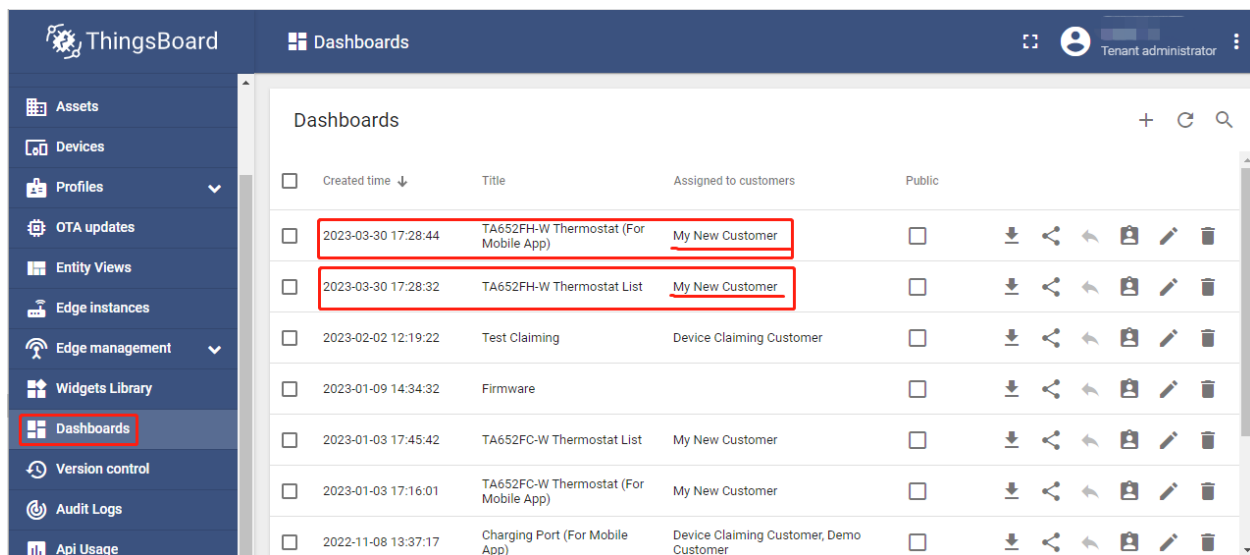 ThingsBoard
Dashboards
Tenant administrator
Assets
Devices
Profiles
OTA updates
Entity Views
Edge instances
Edge management
Widgets Library
Dashboards
Version control
Audit Logs
Api Usage
Dashboards
Created time Title Assigned to customers Public
2023-03-30 17:28:44 TA652FH-W Thermostat (For Mobile App) My New Customer
2023-03-30 17:28:32 TA652FH-W Thermostat List My New Customer
2023-02-02 12:19:22 Test Claiming Device Claiming Customer
2023-01-09 14:34:32 Firmware
2023-01-03 17:45:42 TA652FC-W Thermostat List My New Customer
2023-01-03 17:16:01 TA652FC-W Thermostat (For Mobile App) My New Customer
2022-11-08 13:37:17 Charging Port (For Mobile App) Device Claiming Customer, Demo Customer